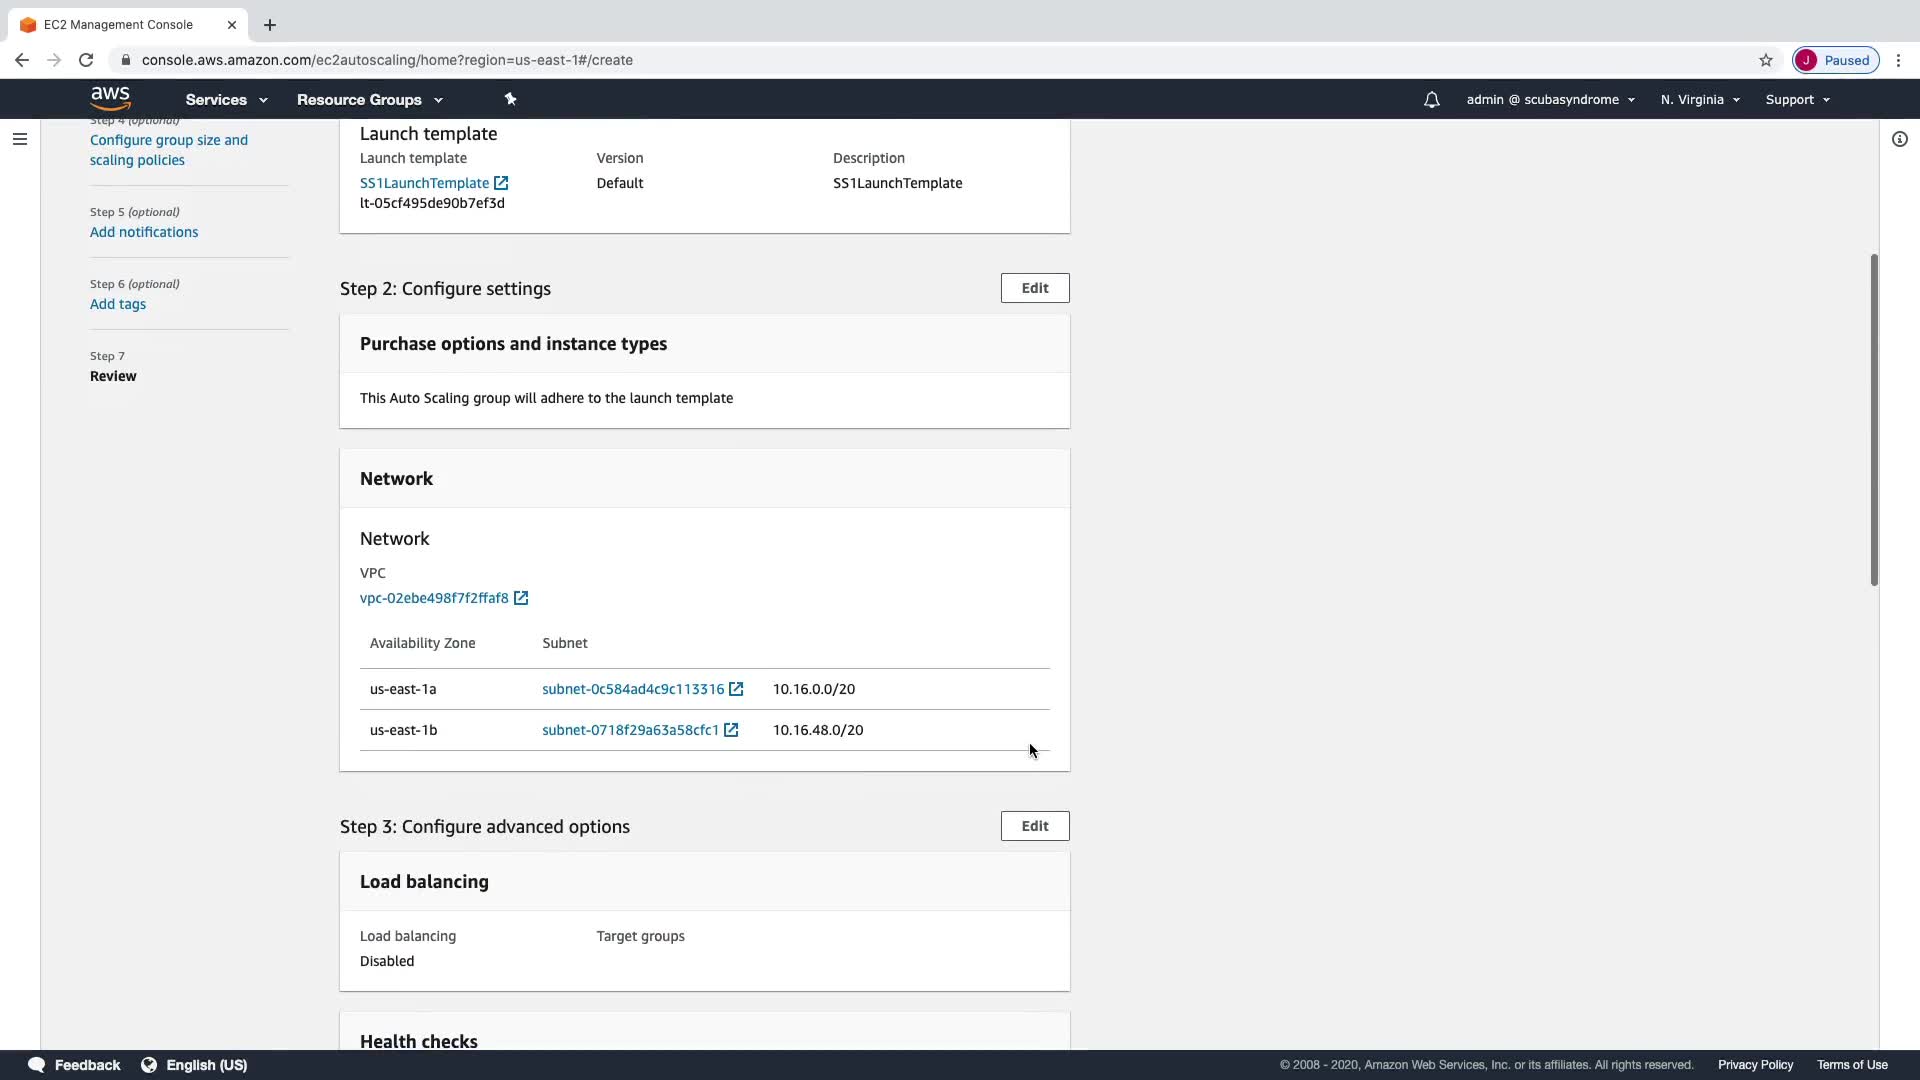 EC2 Management Console
console.aws.amazon.com/ec2autoscaling/home?region=us-east-1#/create
J Paused
aws Services Resource Groups admin @ scubasyndrome N. Virginia Support
Step 4 (optional)
Configure group size and
scaling policies
Step 5 (optional)
Add notifications
Step 6 (optional)
Add tags
Step 7
Review
Launch template
Launch template Version Description
SS1LaunchTemplate Default SS1LaunchTemplate
lt-05cf495de90b7ef3d
Step 2: Configure settings Edit
Purchase options and instance types
This Auto Scaling group will adhere to the launch template
Network
Network
VPC
vpc-02ebe498f7f2ffaf8
Availability Zone Subnet
us-east-1a subnet-0c584ad4c9c113316 10.16.0.0/20
us-east-1b subnet-0718f29a63a58cfc1 10.16.48.0/20
Step 3: Configure advanced options Edit
Load balancing
Load balancing Target groups
Disabled
Health checks
Feedback English (US) © 2008 - 2020, Amazon Web Services, Inc. or its affiliates. All rights reserved. Privacy Policy Terms of Use